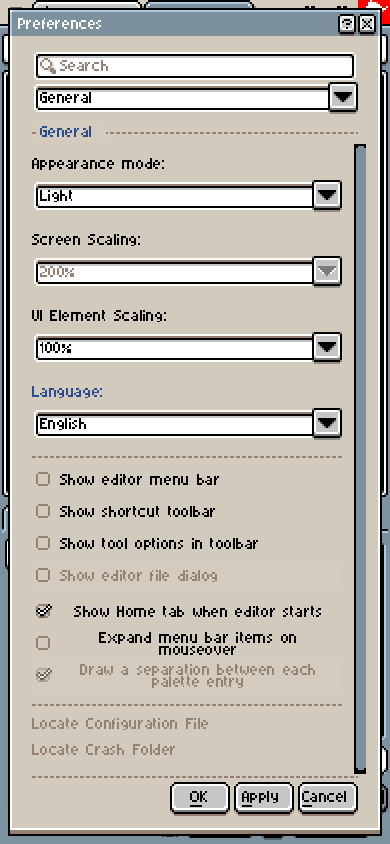 Preferences
Search
General
General
Appearance mode:
Light
Screen Scaling:
200%
UI Element Scaling:
100%
Language:
English
Show editor menu bar
Show shortcut toolbar
Show tool options in toolbar
Show editor file dialog
Show Home tab when editor starts
Expand menu bar items on
mouseover
Draw a separation between each
palette entry
Locate Configuration File
Locate Crash Folder
OK Apply Cancel